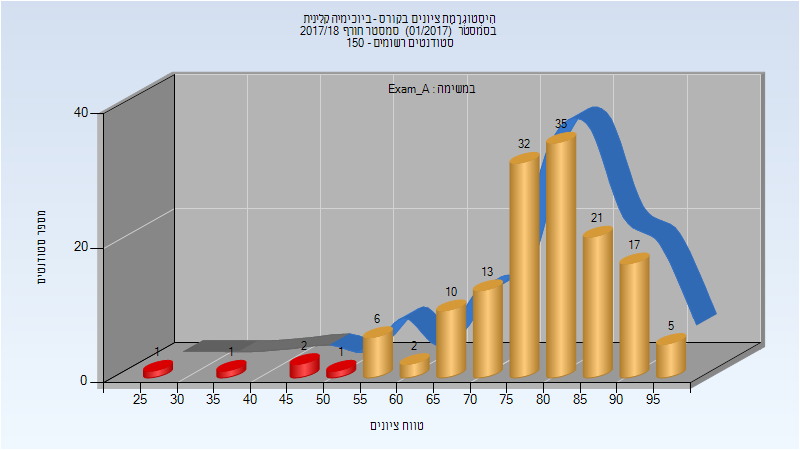 היסטוגרמת ציונים בקורס - ביוכימיה קלינית
בסמסטר (01/2017) סמסטר חורף 2017/18
סטודנטים רשומים - 150
במשימה : Exam_A
40
20
0
מספר סטודנטים
1
1
2
1
6
2
10
13
32
35
21
17
5
25 30 35 40 45 50 55 60 65 70 75 80 85 90 95
טווח ציונים